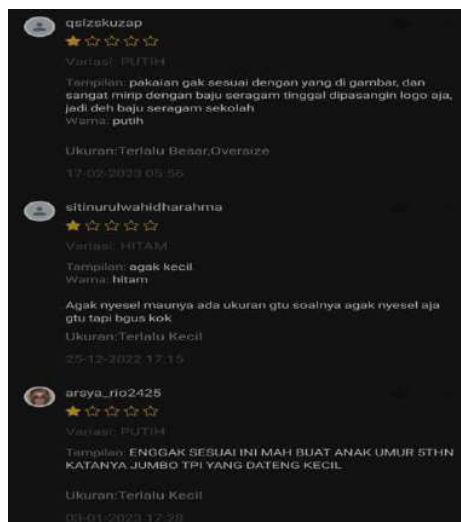 qsizskuzap
Variasi: PUTIH
Tampilan: pakaian gak sesuai dengan yang di gambar, dan
sangat mirip dengan baju seragam tinggal dipasangin logo aja,
jadi deh baju seragam sekolah
Warna: putih
Ukuran:Terlalu Besar,Oversize
17-02-2023 05:56
sitinurulwahidharahma
Variasi: HITAM
Tampilan: agak kecil
Warna: hitam
Agak nyesel maunya ada ukuran gtu soalnya agak nyesel aja
gtu tapi bgus kok
Ukuran:Terlalu Kecil
25-12-2022 17:15
arsya_rio2425
Variasi: PUTIH
Tampilan: ENGGAK SESUAI INI MAH BUAT ANAK UMUR 5THN
KATANYA JUMBO TPI YANG DATENG KECIL
Ukuran:Terlalu Kecil
03-01-2023 17:28